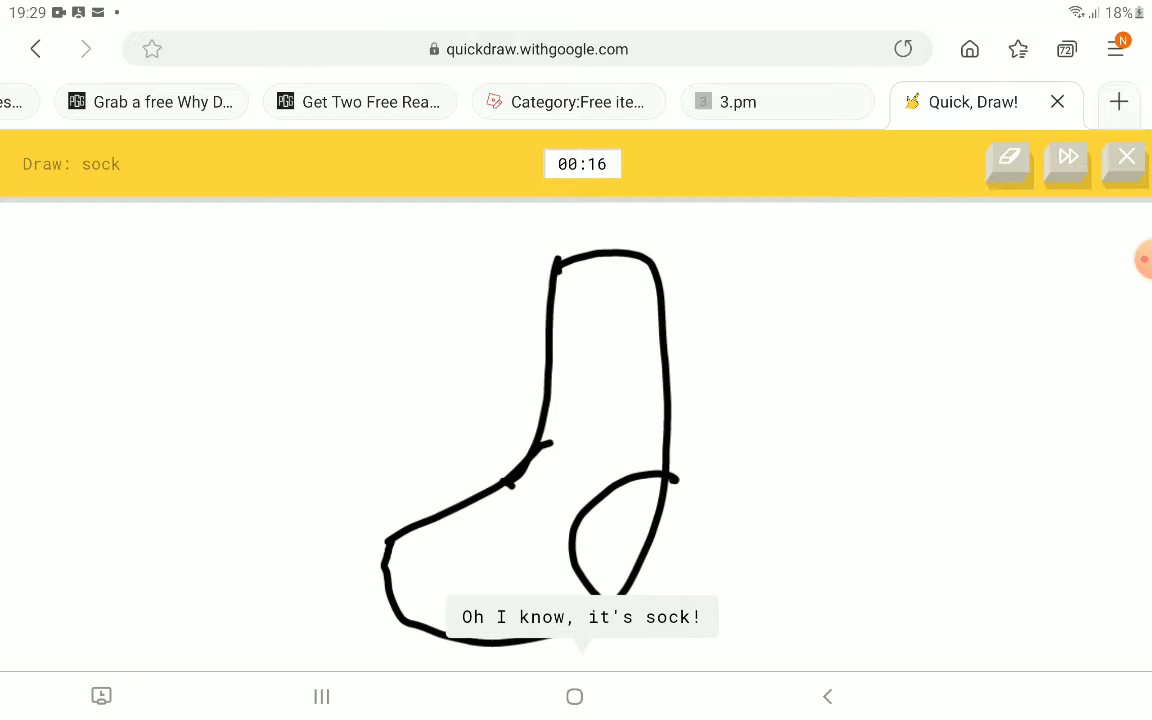 19:29 18%
quickdraw.withgoogle.com 72 N
es... Grab a free Why D... Get Two Free Rea... Category:Free ite... 3 3.pm Quick, Draw!
Draw: sock 00:16
Oh I know, it's sock!